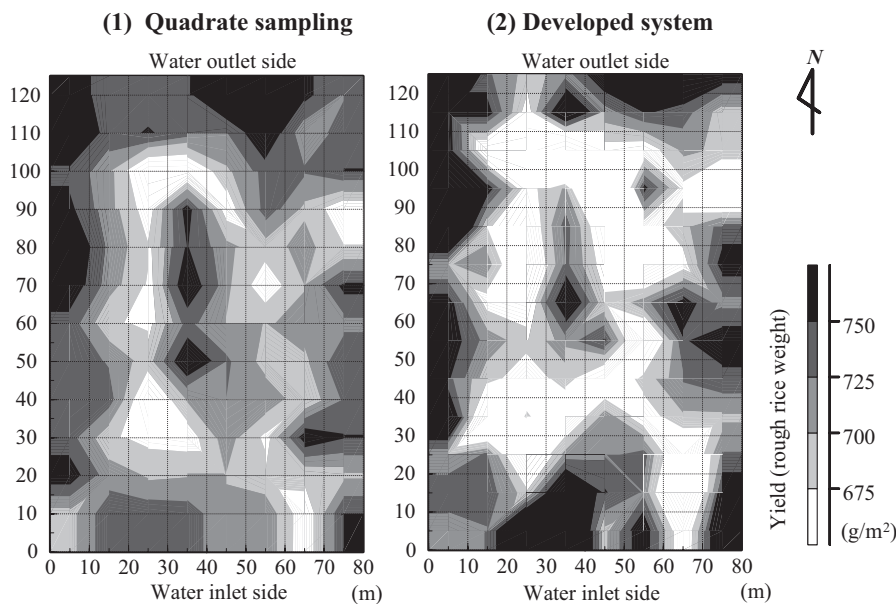 (1) Quadrate sampling
(2) Developed system
Water outlet side
Water outlet side
N
120
110
100
90
80
70
60
50
40
30
20
10
0
120
110
100
90
80
70
60
50
40
30
20
10
0
0 10 20 30 40 50 60 70 80
0 10 20 30 40 50 60 70 80
Water inlet side (m)
Water inlet side (m)
Yield (rough rice weight)
750
725
700
675
(g/m²)